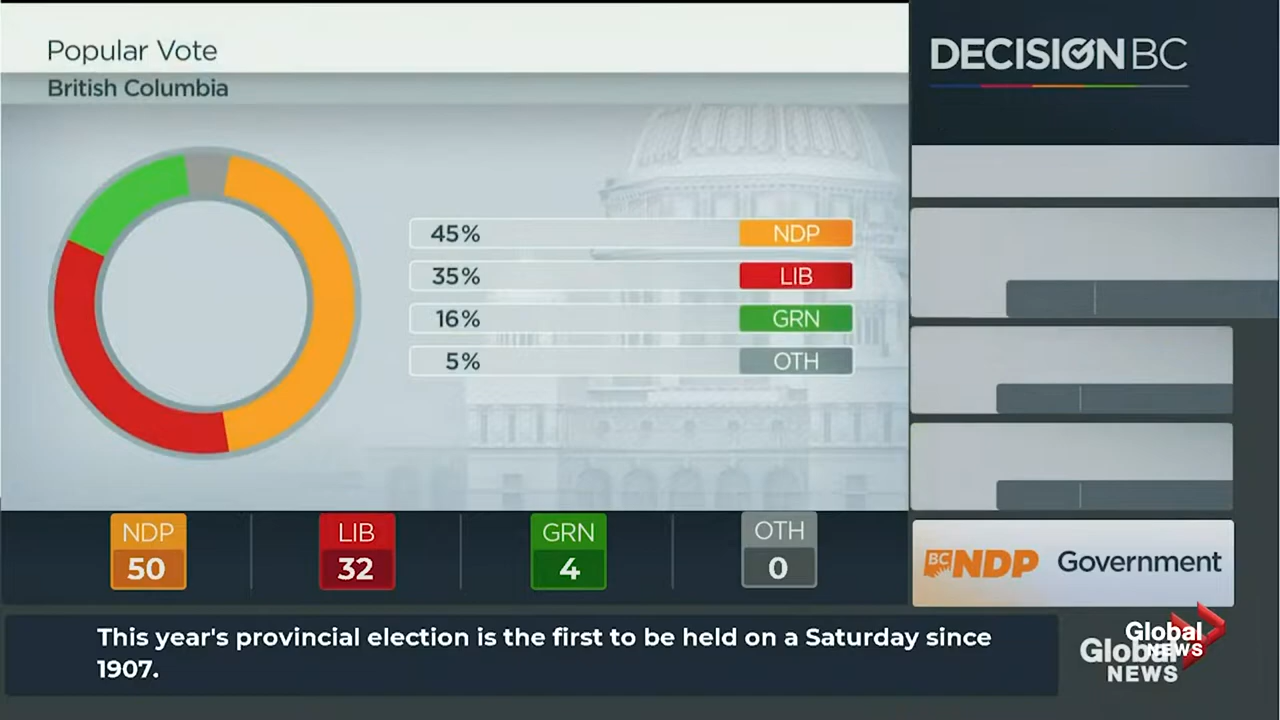 Popular Vote
British Columbia
DECISION BC
45% NDP
35% LIB
16% GRN
5% OTH
NDP LIB GRN OTH
50 32 4 0
BC NDP Government
This year's provincial election is the first to be held on a Saturday since
1907.
Global
NEWS
Global
NEWS